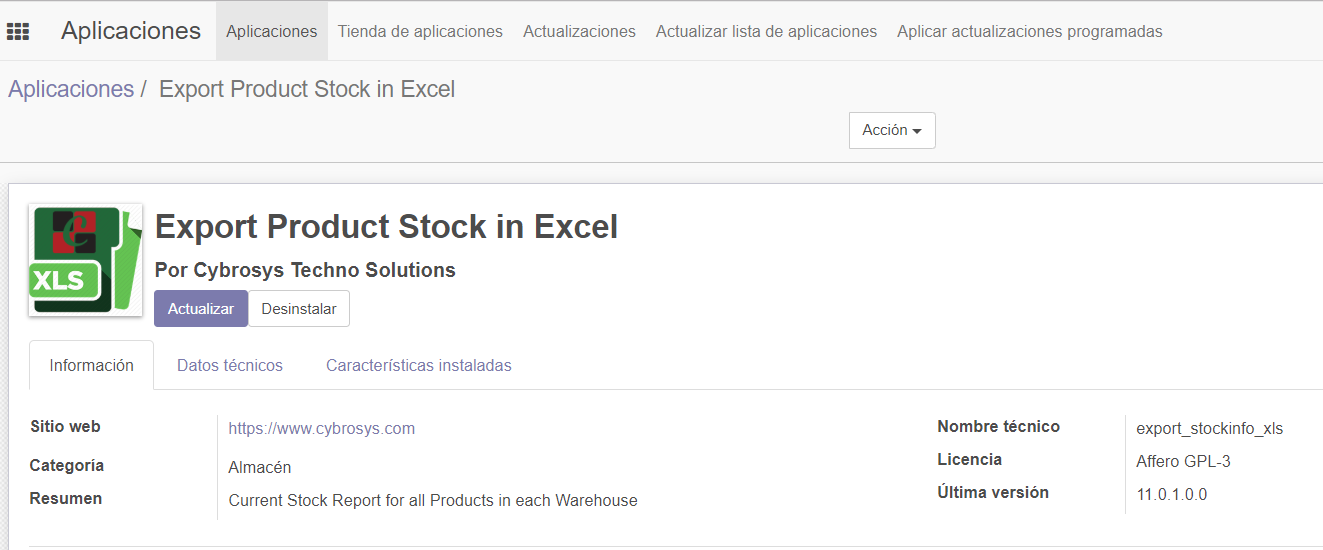 Aplicaciones Aplicaciones Tienda de aplicaciones Actualizaciones Actualizar lista de aplicaciones Aplicar actualizaciones programadas
Aplicaciones / Export Product Stock in Excel
Acción
XLS
Export Product Stock in Excel
Por Cybrosys Techno Solutions
Actualizar Desinstalar
Información Datos técnicos Características instaladas
Sitio web https://www.cybrosys.com Nombre técnico export_stockinfo_xls
Categoría Almacén Licencia Affero GPL-3
Resumen Current Stock Report for all Products in each Warehouse Última versión 11.0.1.0.0